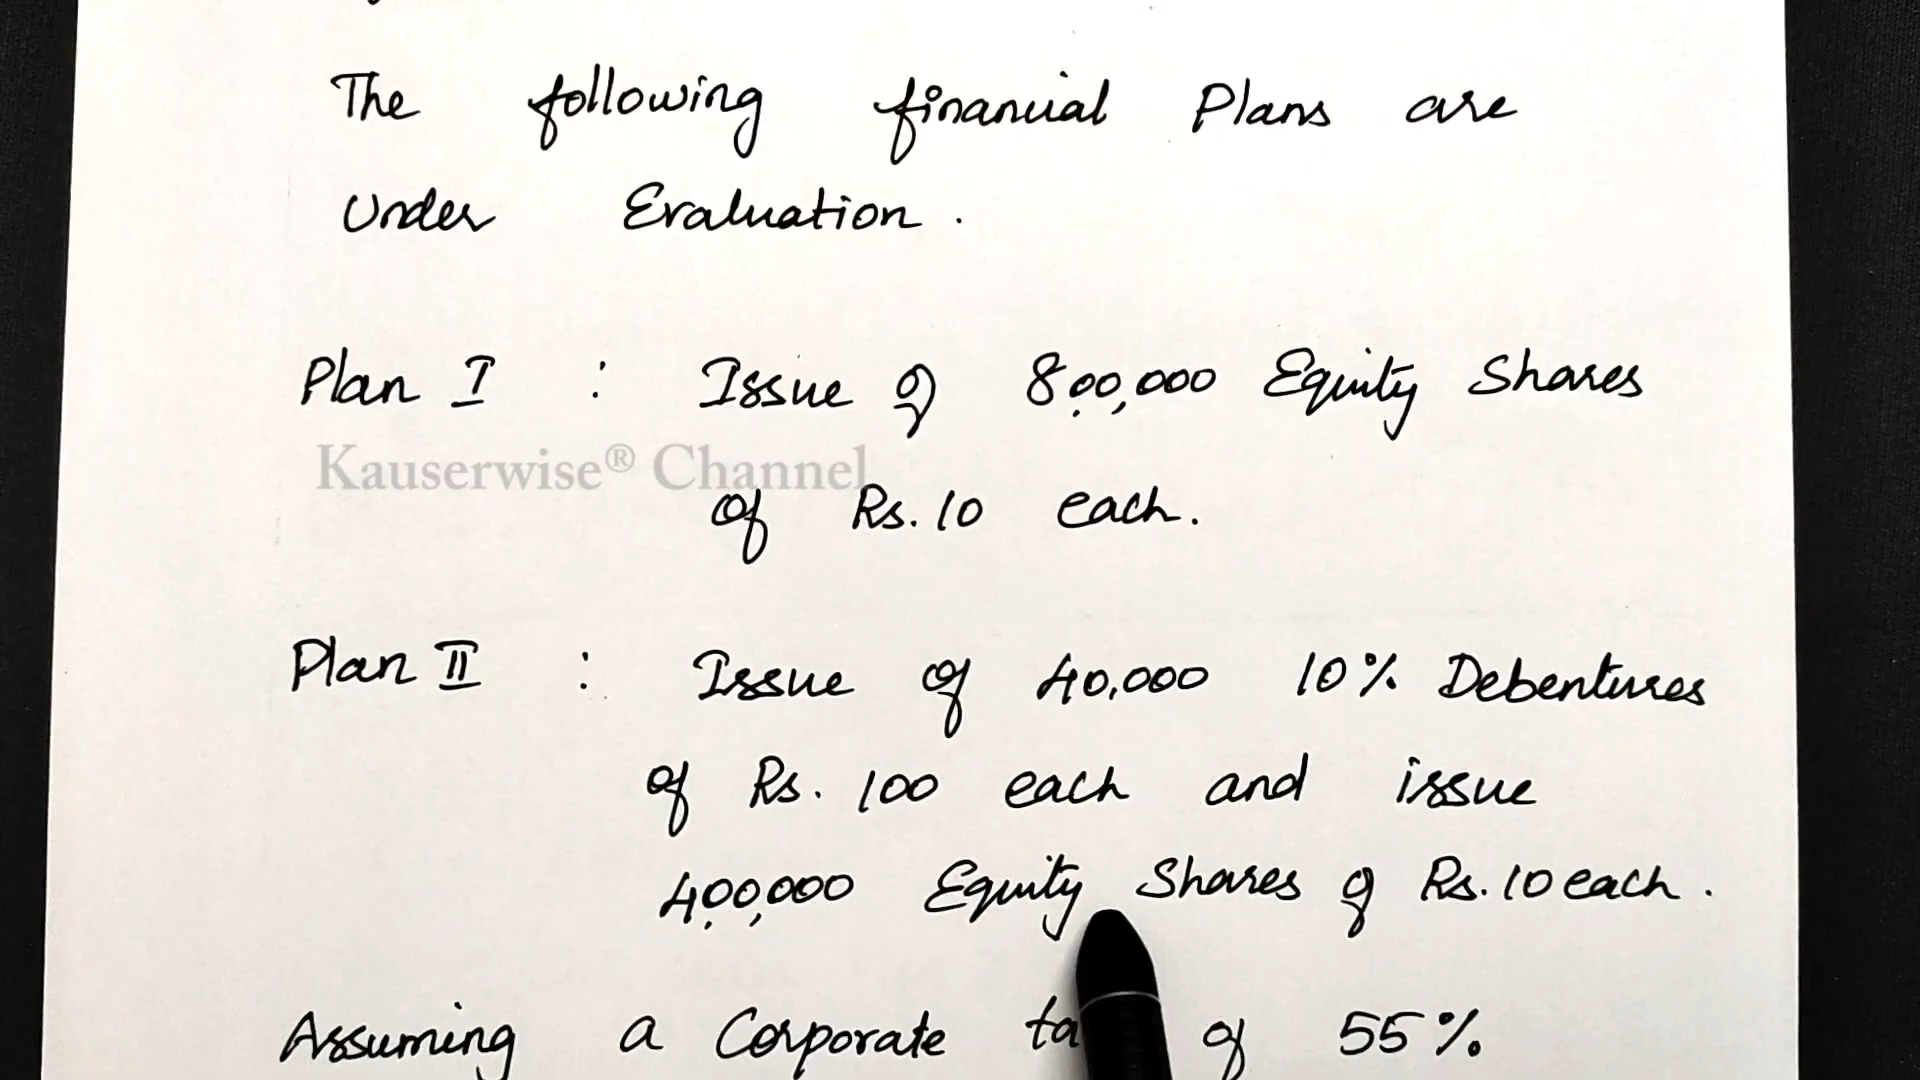 The following financial Plans are
Under Evaluation.
Plan I : Issue of 8,00,000 Equity Shares
Kauserwise® Channel
of Rs.10 each.
Plan II : Issue of 40,000 10% Debentures
of Rs. 100 each and issue
4,00,000 Equity Shares of Rs.10 each.
Assuming a Corporate of 55%.